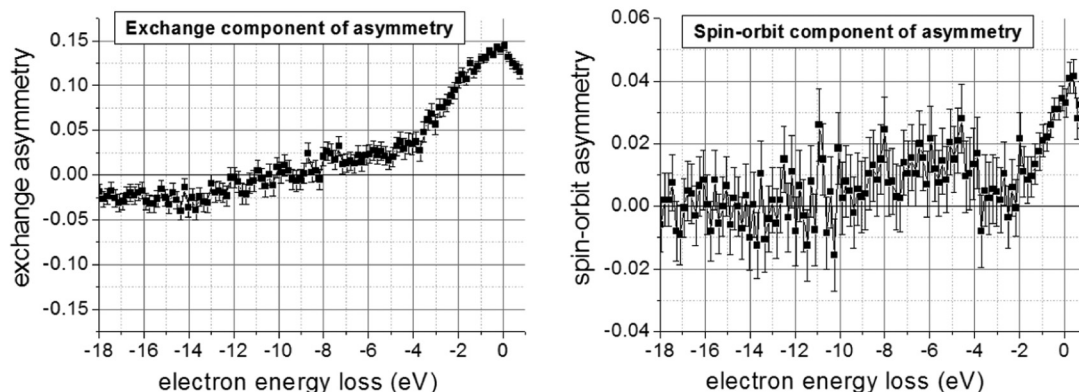 Exchange component of asymmetry
exchange asymmetry
0.15
0.10
0.05
0.00
-0.05
-0.10
-0.15
-18 -16 -14 -12 -10 -8 -6 -4 -2 0
electron energy loss (eV)
Spin-orbit component of asymmetry
spin-orbit asymmetry
0.06
0.04
0.02
0.00
-0.02
-0.04
-18 -16 -14 -12 -10 -8 -6 -4 -2 0
electron energy loss (eV)